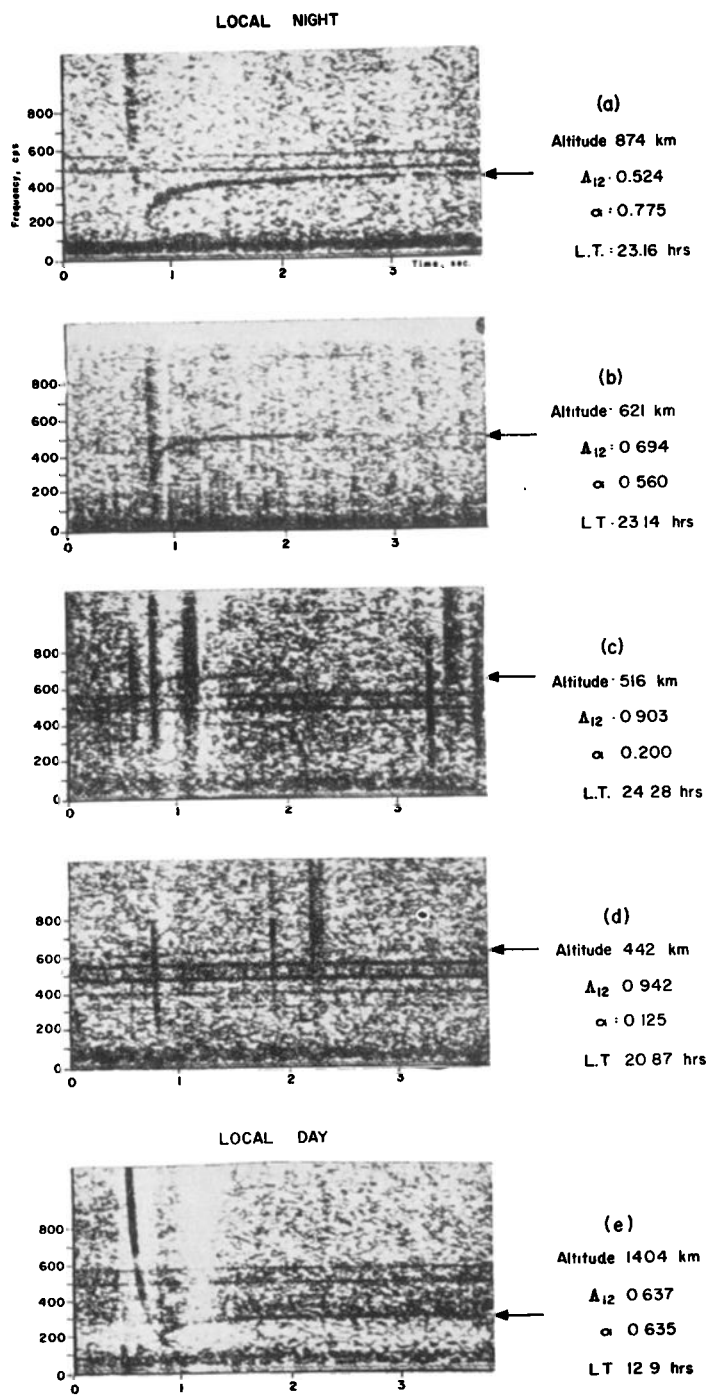 LOCAL NIGHT
Frequency, cps
800
600
400
200
0
0 1 2 3
Time, sec.
(a)
Altitude 874 km
Λ12 · 0.524
α : 0.775
L.T. : 23.16 hrs
800
600
400
200
0
0 1 2 3
(b)
Altitude · 621 km
Λ12 : 0 694
α 0 560
L T · 23 14 hrs
800
600
400
200
0
0 1 2 3
(c)
Altitude · 516 km
Λ12 · 0 903
α 0.200
L.T. 24 28 hrs
800
600
400
200
0
0 1 2 3
(d)
Altitude 442 km
Λ12 0 942
α : 0 125
L.T 20 87 hrs
LOCAL DAY
800
600
400
200
0
0 1 2 3
(e)
Altitude 1404 km
Λ12 0 637
α 0 635
LT 12 9 hrs